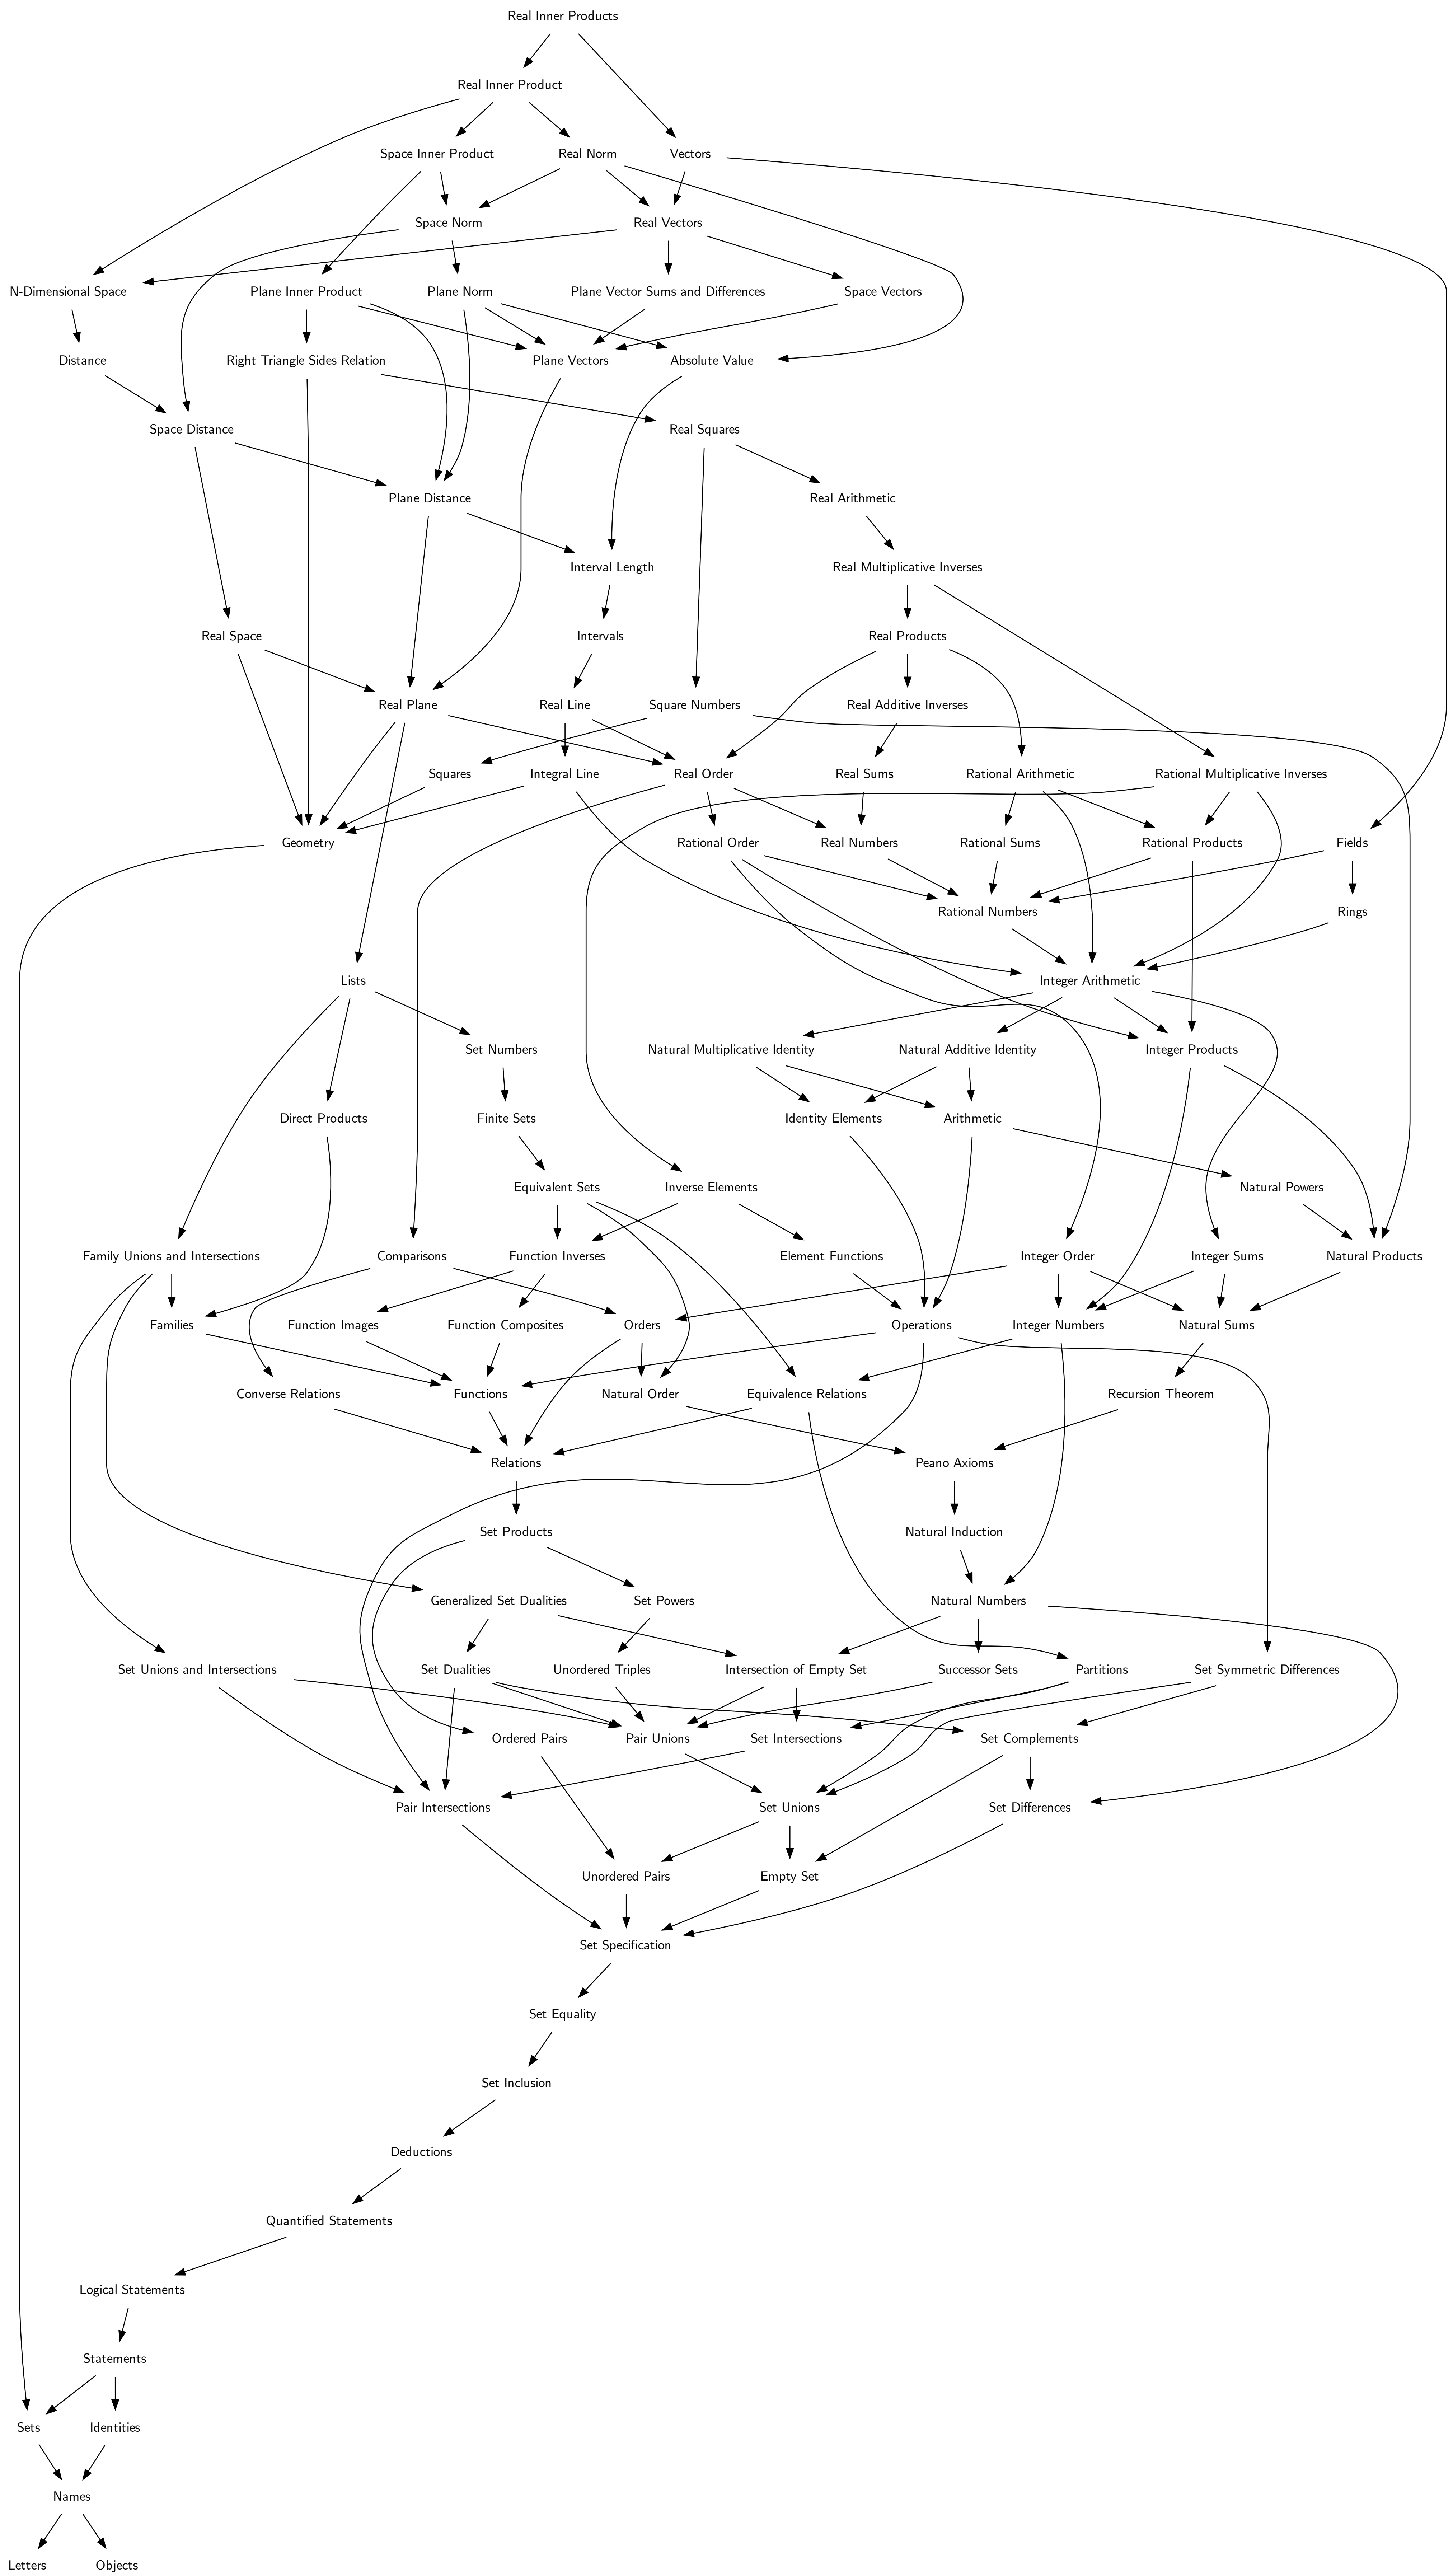 Real Inner Products
Real Inner Product
Space Inner Product
Real Norm
Vectors
Space Norm
Real Vectors
N-Dimensional Space
Plane Inner Product
Plane Norm
Plane Vector Sums and Differences
Space Vectors
Distance
Right Triangle Sides Relation
Plane Vectors
Absolute Value
Space Distance
Real Squares
Plane Distance
Real Arithmetic
Interval Length
Real Multiplicative Inverses
Real Space
Intervals
Real Products
Real Plane
Real Line
Square Numbers
Real Additive Inverses
Squares
Integral Line
Real Order
Real Sums
Rational Arithmetic
Rational Multiplicative Inverses
Geometry
Rational Order
Real Numbers
Rational Sums
Rational Products
Fields
Rational Numbers
Rings
Lists
Integer Arithmetic
Set Numbers
Natural Multiplicative Identity
Natural Additive Identity
Integer Products
Direct Products
Finite Sets
Identity Elements
Arithmetic
Equivalent Sets
Inverse Elements
Natural Powers
Family Unions and Intersections
Comparisons
Function Inverses
Element Functions
Integer Order
Integer Sums
Natural Products
Families
Function Images
Function Composites
Orders
Operations
Integer Numbers
Natural Sums
Converse Relations
Functions
Natural Order
Equivalence Relations
Recursion Theorem
Relations
Peano Axioms
Set Products
Natural Induction
Generalized Set Dualities
Set Powers
Natural Numbers
Set Unions and Intersections
Set Dualities
Unordered Triples
Intersection of Empty Set
Successor Sets
Partitions
Set Symmetric Differences
Ordered Pairs
Pair Unions
Set Intersections
Set Complements
Pair Intersections
Set Unions
Set Differences
Unordered Pairs
Empty Set
Set Specification
Set Equality
Set Inclusion
Deductions
Quantified Statements
Logical Statements
Statements
Sets
Identities
Names
Letters
Objects